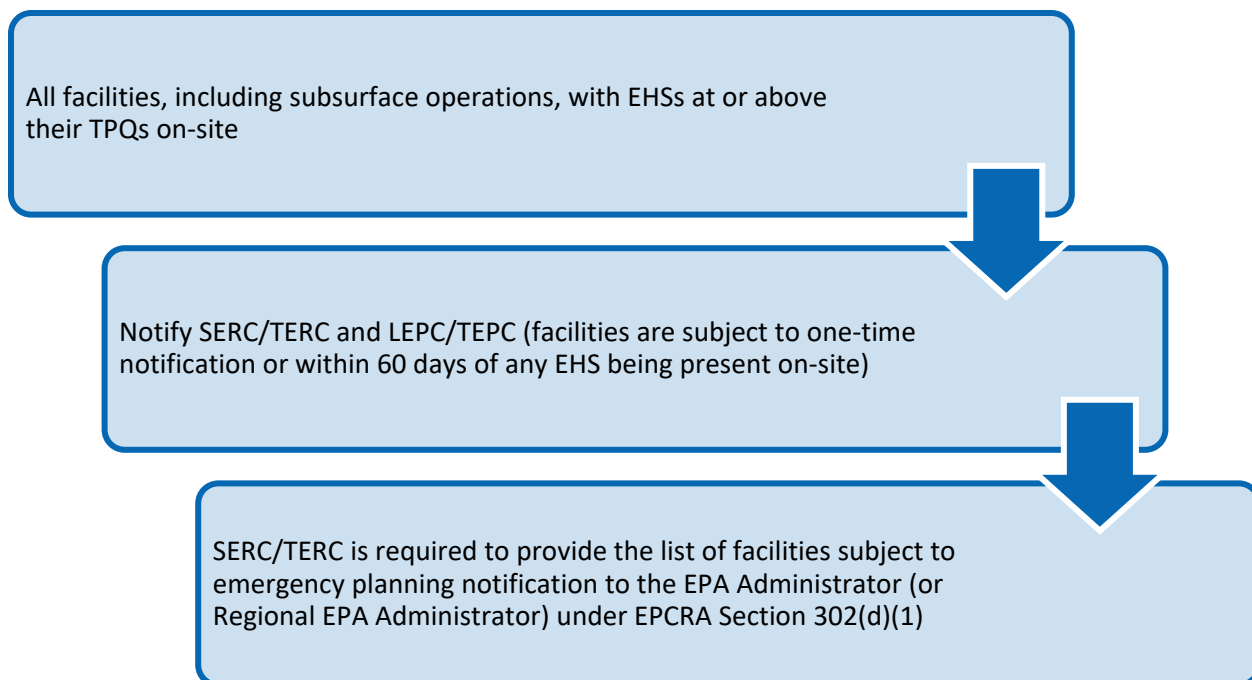 All facilities, including subsurface operations, with EHSs at or above
their TPQs on-site
Notify SERC/TERC and LEPC/TEPC (facilities are subject to one-time
notification or within 60 days of any EHS being present on-site)
SERC/TERC is required to provide the list of facilities subject to
emergency planning notification to the EPA Administrator (or
Regional EPA Administrator) under EPCRA Section 302(d)(1)